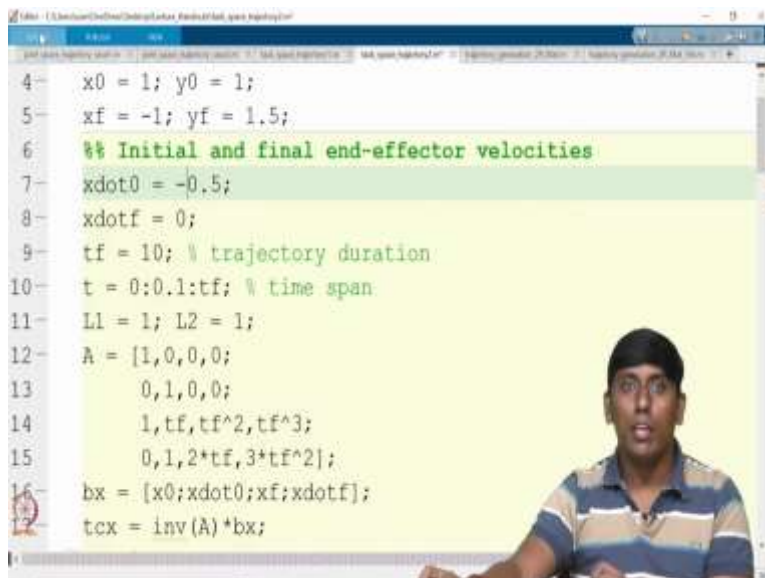 4 x0 = 1; y0 = 1;
5 xf = -1; yf = 1.5;
6 %% Initial and final end-effector velocities
7 xdot0 = -0.5;
8 xdotf = 0;
9 tf = 10; % trajectory duration
10 t = 0:0.1:tf; % time span
11 L1 = 1; L2 = 1;
12 A = [1,0,0,0;
13 0,1,0,0;
14 1,tf,tf^2,tf^3;
15 0,1,2*tf,3*tf^2];
16 bx = [x0;xdot0;xf;xdotf];
17 tcx = inv(A)*bx;